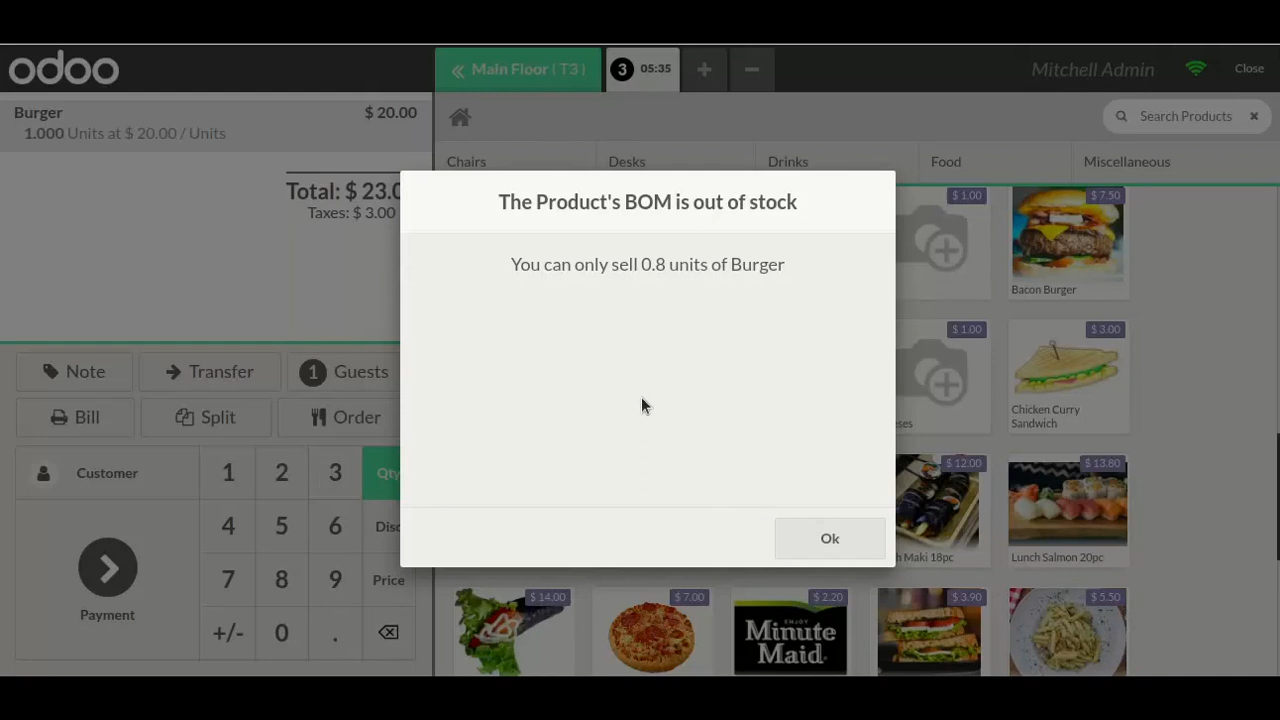 odoo
Main Floor ( T3 )
3 05:35
+
−
Mitchell Admin
Close
Burger $ 20.00
1.000 Units at $ 20.00 / Units
Total: $ 23.0
Taxes: $ 3.00
Search Products
Chairs
Desks
Drinks
Food
Miscellaneous
The Product's BOM is out of stock
You can only sell 0.8 units of Burger
Ok
$ 1.00
$ 7.50
Bacon Burger
$ 1.00
$ 3.00
eses
Chicken Curry
Sandwich
$ 12.00
$ 13.80
h Maki 18pc
Lunch Salmon 20pc
$ 14.00
$ 7.00
$ 2.20
$ 3.90
$ 5.50
ENJOY
Minute
Maid
Note
Transfer
1 Guests
Bill
Split
Order
Customer
Payment
1 2 3 Qty
4 5 6 Disc
7 8 9 Price
+/- 0 .